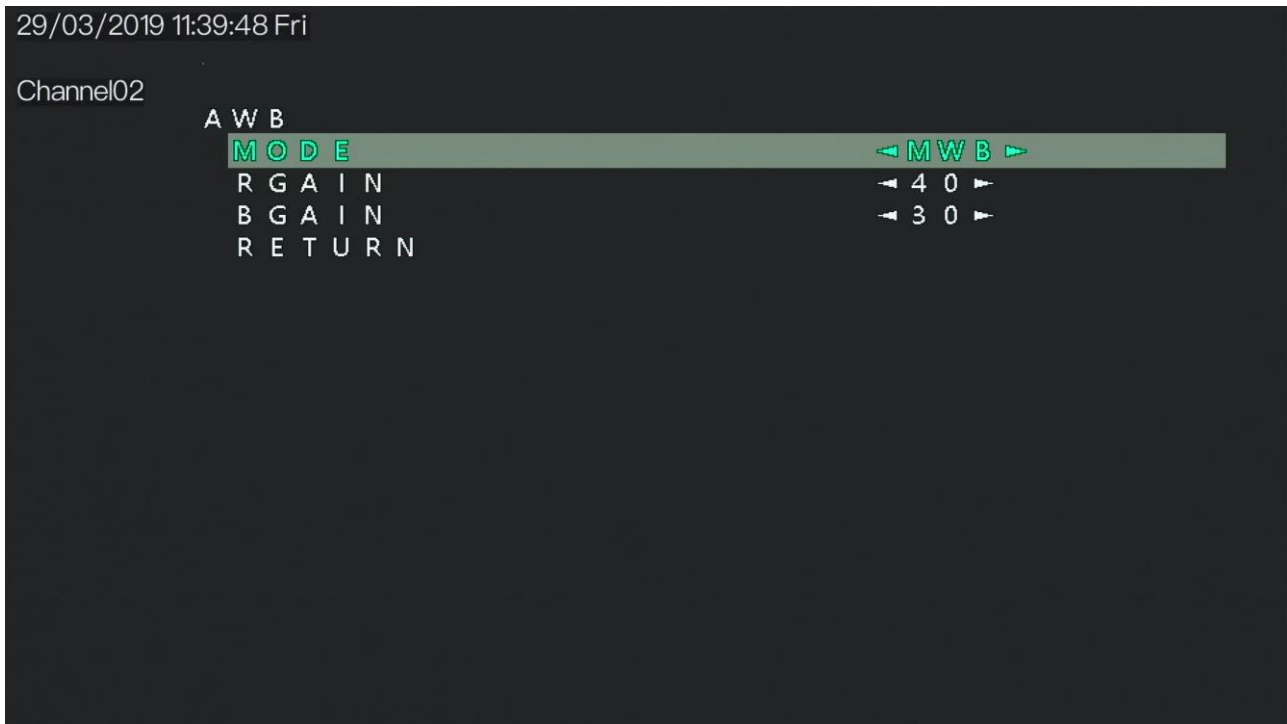 29/03/2019 11:39:48 Fri
Channel02
AWB
MODE ◄MWB►
RGAIN ◄40►
BGAIN ◄30►
RETURN